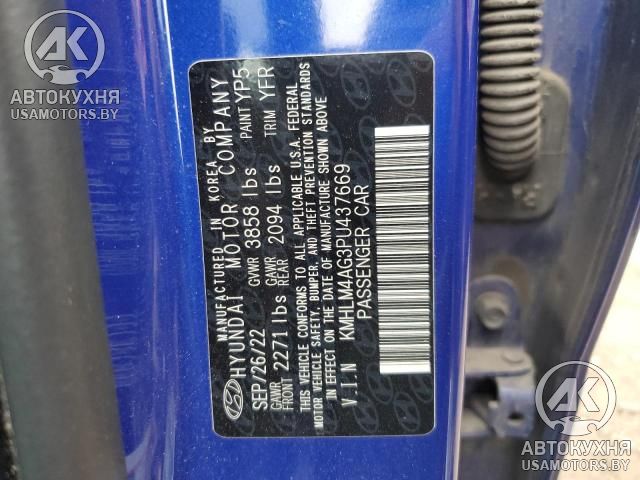 AK
АВТОКУХНЯ
USAMOTORS.BY
MANUFACTURED IN KOREA BY
HYUNDAI MOTOR COMPANY
SEP/26/22 GVWR 3858 lbs PAINT YP5
GAWR FRONT 2271 lbs GAWR REAR 2094 lbs TRIM YFR
THIS VEHICLE CONFORMS TO ALL APPLICABLE U.S.A. FEDERAL
MOTOR VEHICLE SAFETY, BUMPER, AND THEFT PREVENTION STANDARDS
IN EFFECT ON THE DATE OF MANUFACTURE SHOWN ABOVE
V.I.N KMHLM4AG3PU437669
PASSENGER CAR
AK
АВТОКУХНЯ
USAMOTORS.BY